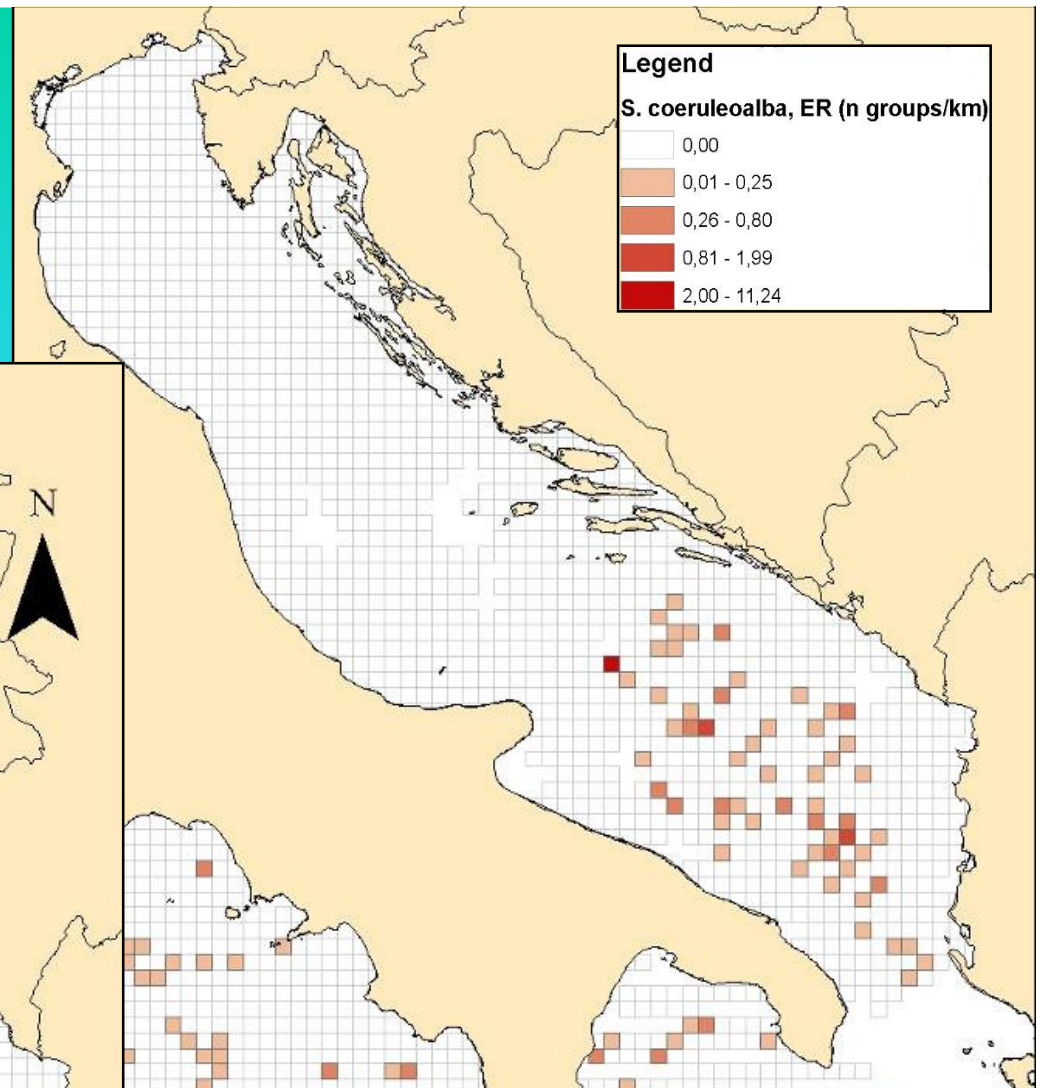 Legend
S. coeruleoalba, ER (n groups/km)
0,00
0,01 - 0,25
0,26 - 0,80
0,81 - 1,99
2,00 - 11,24
N